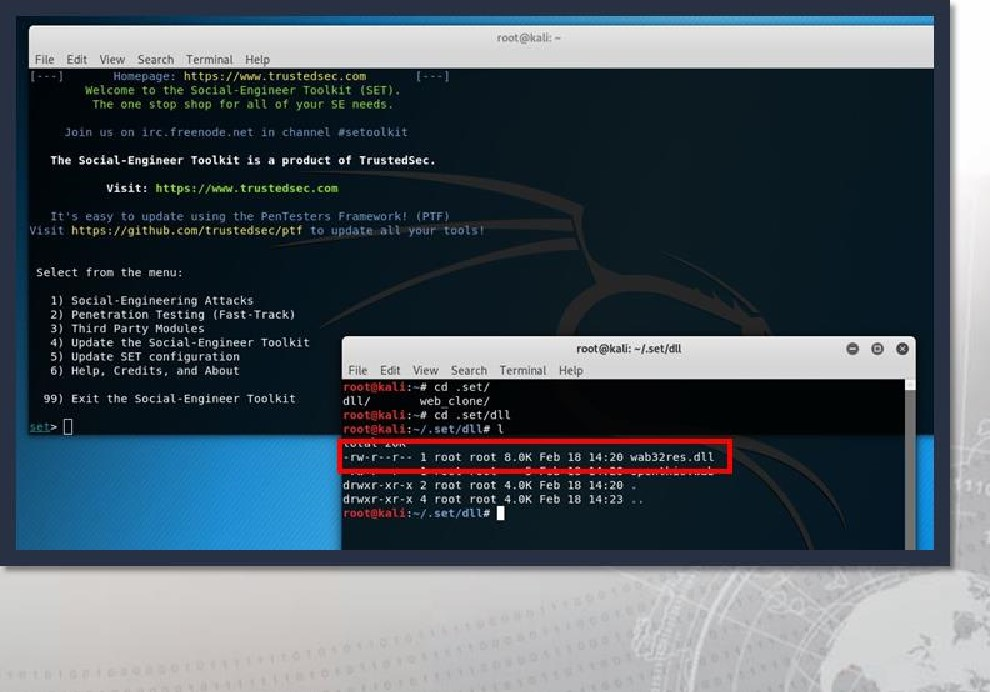 root@kali: ~
File Edit View Search Terminal Help
[---] Homepage: https://www.trustedsec.com [---]
Welcome to the Social-Engineer Toolkit (SET).
The one stop shop for all of your SE needs.
Join us on irc.freenode.net in channel #setoolkit
The Social-Engineer Toolkit is a product of TrustedSec.
Visit: https://www.trustedsec.com
It's easy to update using the PenTesters Framework! (PTF)
Visit https://github.com/trustedsec/ptf to update all your tools!
Select from the menu:
1) Social-Engineering Attacks
2) Penetration Testing (Fast-Track)
3) Third Party Modules
4) Update the Social-Engineer Toolkit
5) Update SET configuration
6) Help, Credits, and About
99) Exit the Social-Engineer Toolkit
set>
root@kali: ~/.set/dll
File Edit View Search Terminal Help
root@kali:~# cd .set/
dll/ web_clone/
root@kali:~# cd .set/dll
root@kali:~/.set/dll# l
-rw-r--r-- 1 root root 8.0K Feb 18 14:20 wab32res.dll
drwxr-xr-x 2 root root 4.0K Feb 18 14:20 .
drwxr-xr-x 4 root root 4.0K Feb 18 14:23 ..
root@kali:~/.set/dll#